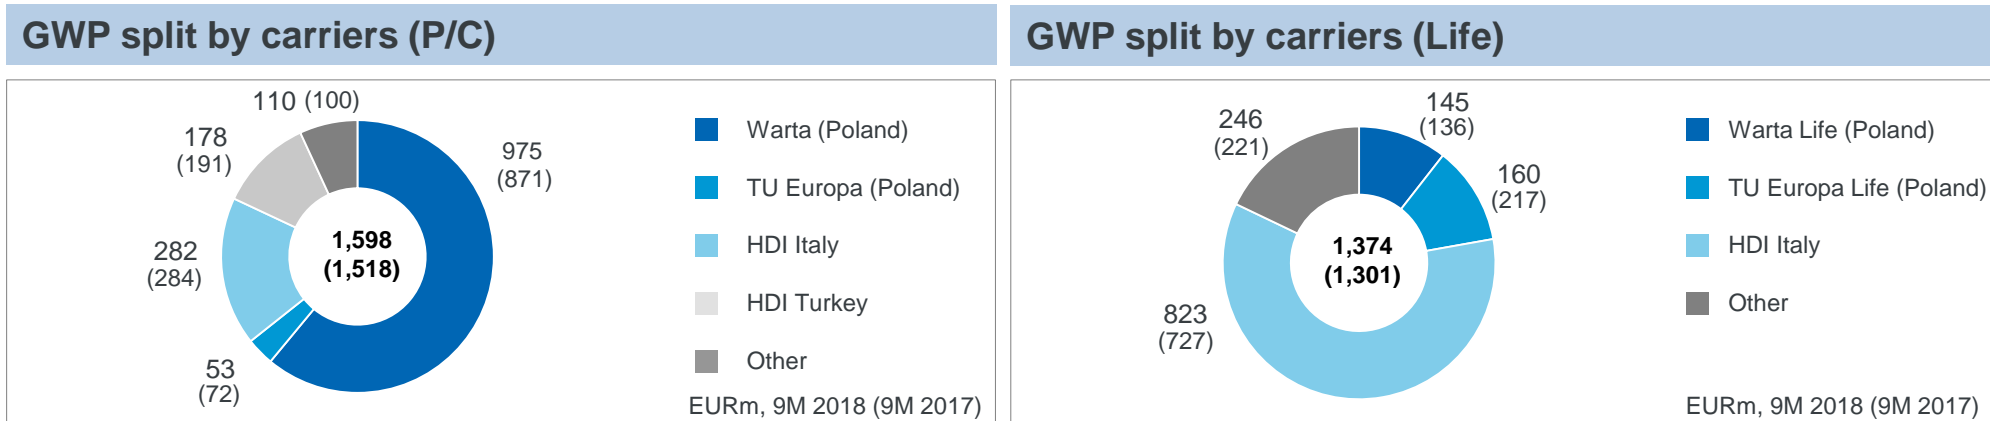 GWP split by carriers (P/C)
110 (100)
178
(191)
975
(871)
282
(284)
1,598
(1,518)
53
(72)
Warta (Poland)
TU Europa (Poland)
HDI Italy
HDI Turkey
Other
EURm, 9M 2018 (9M 2017)
GWP split by carriers (Life)
246
(221)
145
(136)
160
(217)
1,374
(1,301)
823
(727)
Warta Life (Poland)
TU Europa Life (Poland)
HDI Italy
Other
EURm, 9M 2018 (9M 2017)